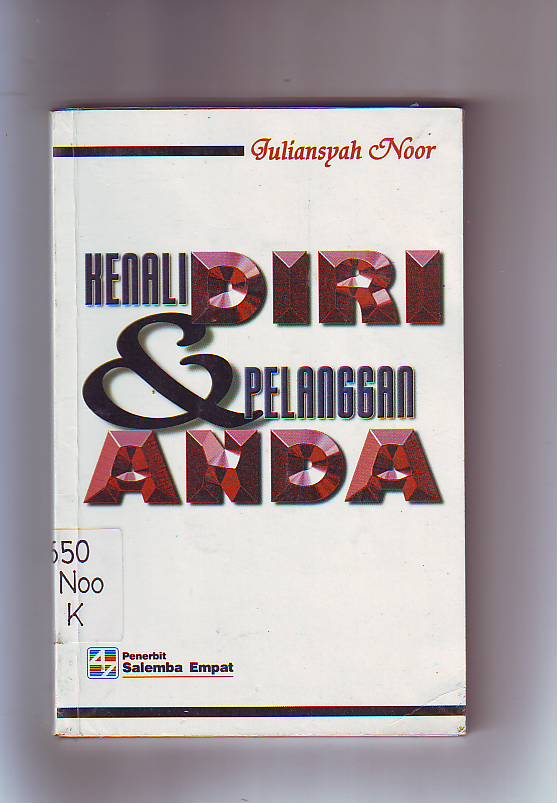 Juliansyah Noor
KENALI DIRI
& PELANGGAN
ANDA
650
Noo
K
Penerbit
Salemba Empat